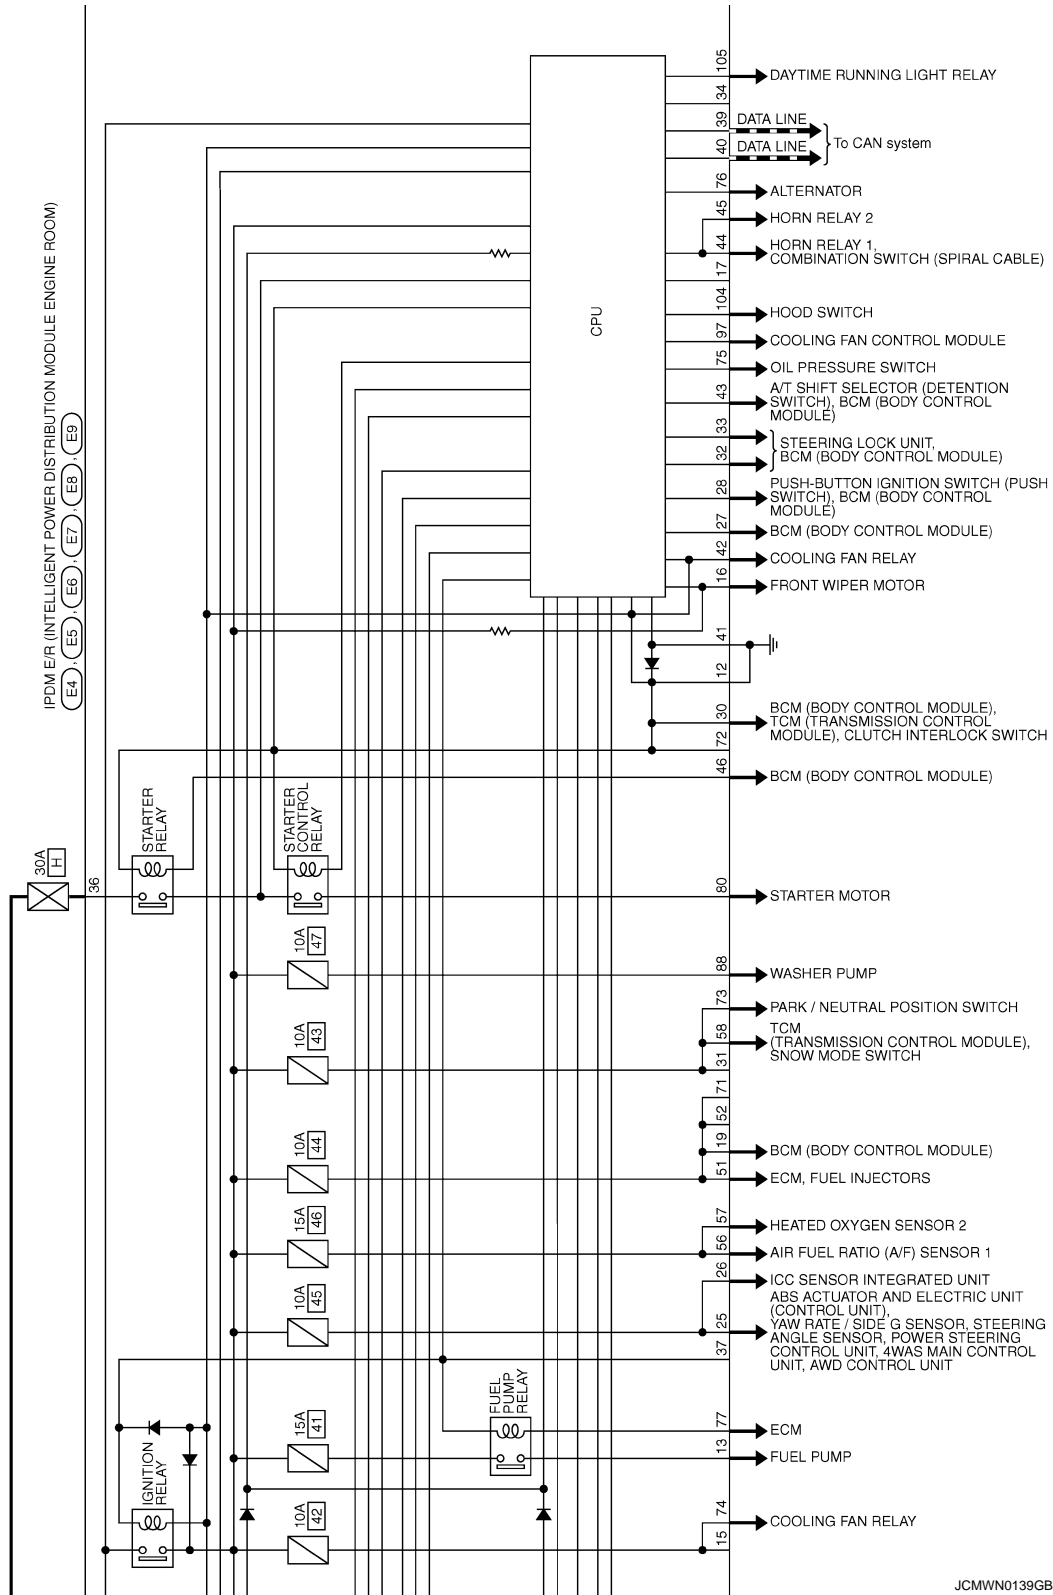 105
DAYTIME RUNNING LIGHT RELAY
34
39
DATA LINE
40
DATA LINE
To CAN system
76
ALTERNATOR
45
HORN RELAY 2
44
HORN RELAY 1,
COMBINATION SWITCH (SPIRAL CABLE)
17
104
HOOD SWITCH
97
COOLING FAN CONTROL MODULE
75
OIL PRESSURE SWITCH
43
A/T SHIFT SELECTOR (DETENTION
SWITCH), BCM (BODY CONTROL
MODULE)
33
32
STEERING LOCK UNIT,
BCM (BODY CONTROL MODULE)
28
PUSH-BUTTON IGNITION SWITCH (PUSH
SWITCH), BCM (BODY CONTROL
MODULE)
27
BCM (BODY CONTROL MODULE)
42
COOLING FAN RELAY
16
FRONT WIPER MOTOR
CPU
IPDM E/R (INTELLIGENT POWER DISTRIBUTION MODULE ENGINE ROOM)
E4 , E5 , E6 , E7 , E8 , E9
41
12
30
BCM (BODY CONTROL MODULE),
TCM (TRANSMISSION CONTROL
MODULE), CLUTCH INTERLOCK SWITCH
72
46
BCM (BODY CONTROL MODULE)
STARTER
RELAY
STARTER
CONTROL
RELAY
30A
H
36
80
STARTER MOTOR
10A
47
88
WASHER PUMP
73
PARK / NEUTRAL POSITION SWITCH
10A
43
58
TCM
(TRANSMISSION CONTROL MODULE),
SNOW MODE SWITCH
31
71
52
10A
44
19
BCM (BODY CONTROL MODULE)
51
ECM, FUEL INJECTORS
15A
46
57
HEATED OXYGEN SENSOR 2
56
AIR FUEL RATIO (A/F) SENSOR 1
26
ICC SENSOR INTEGRATED UNIT
10A
45
25
ABS ACTUATOR AND ELECTRIC UNIT
(CONTROL UNIT),
YAW RATE / SIDE G SENSOR, STEERING
ANGLE SENSOR, POWER STEERING
CONTROL UNIT, 4WAS MAIN CONTROL
UNIT, AWD CONTROL UNIT
37
FUEL
PUMP
RELAY
15A
41
77
ECM
13
FUEL PUMP
IGNITION
RELAY
10A
42
74
COOLING FAN RELAY
15
JCMWN0139GB